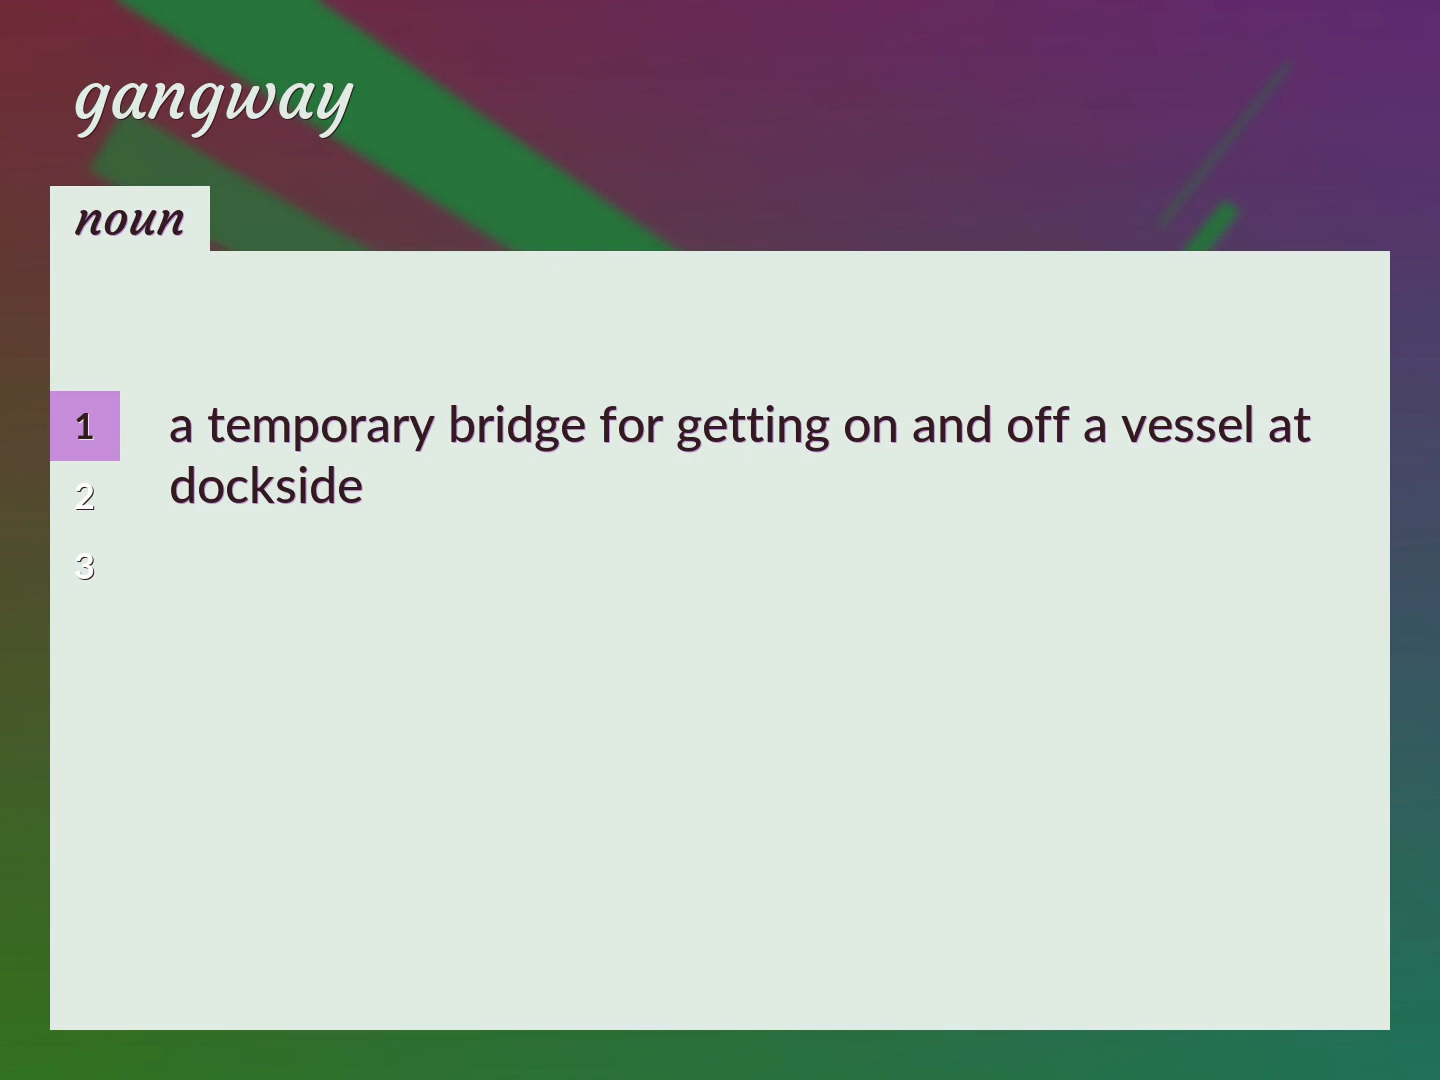 gangway
noun
1
a temporary bridge for getting on and off a vessel at
dockside
2
3